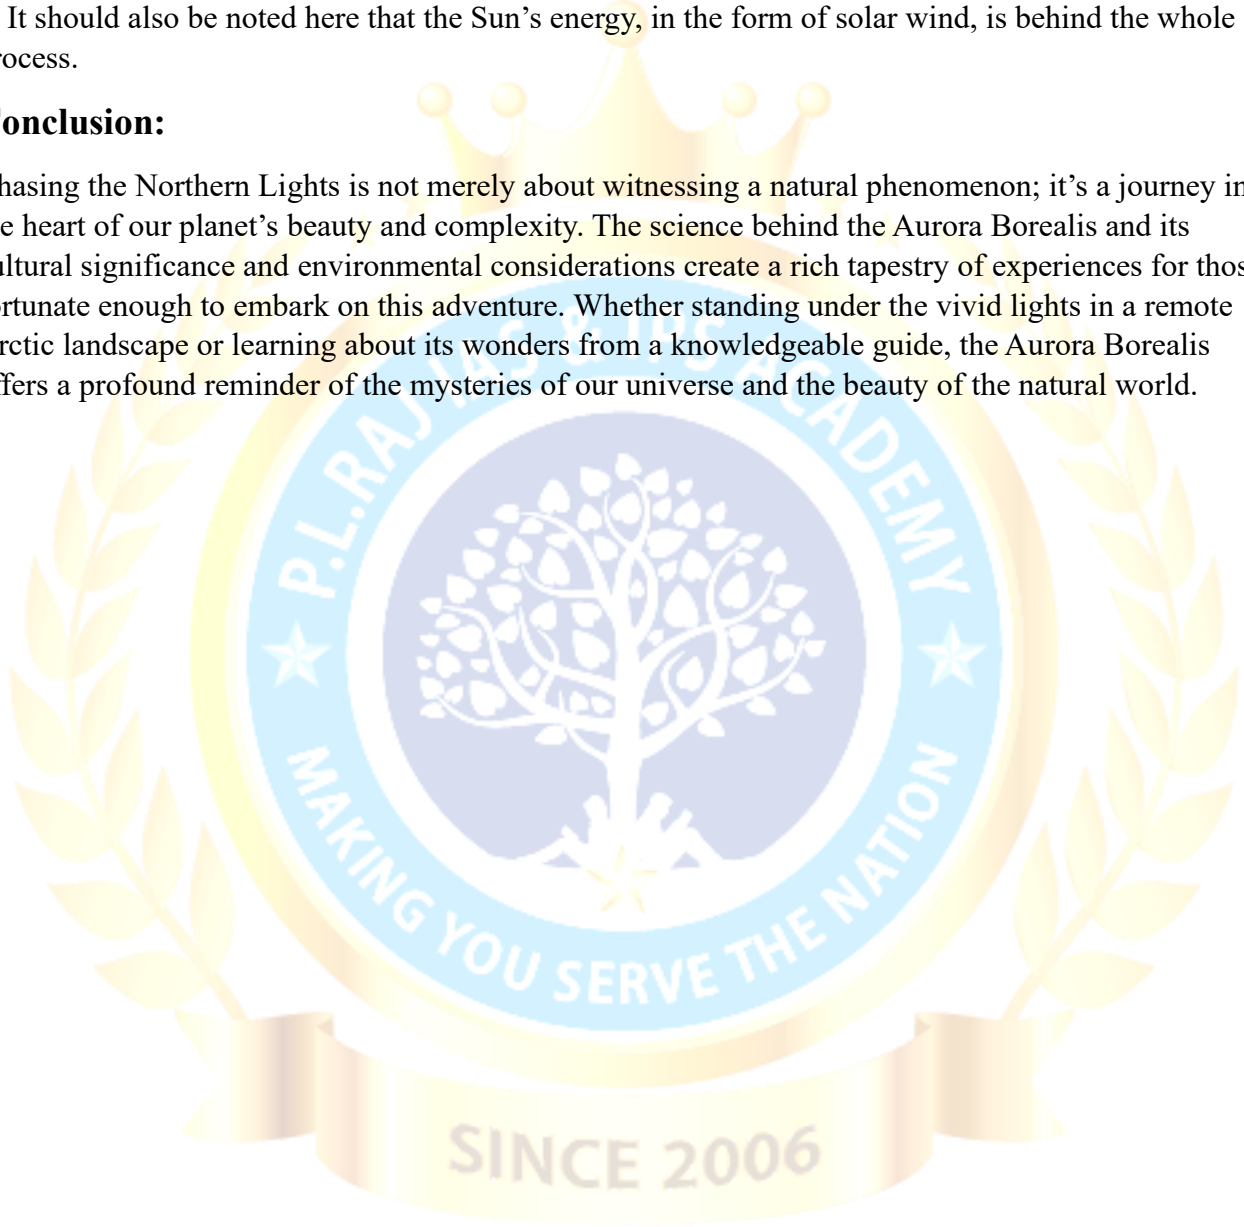 It should also be noted here that the Sun’s energy, in the form of solar wind, is behind the whole
rocess.
onclusion:
hasing the Northern Lights is not merely about witnessing a natural phenomenon; it’s a journey in
e heart of our planet’s beauty and complexity. The science behind the Aurora Borealis and its
ultural significance and environmental considerations create a rich tapestry of experiences for thos
rtunate enough to embark on this adventure. Whether standing under the vivid lights in a remote
rctic landscape or learning about its wonders from a knowledgeable guide, the Aurora Borealis
ffers a profound reminder of the mysteries of our universe and the beauty of the natural world.
P.L.RAJ IAS & IPS ACADEMY
MAKING YOU SERVE THE NATION
SINCE 2006